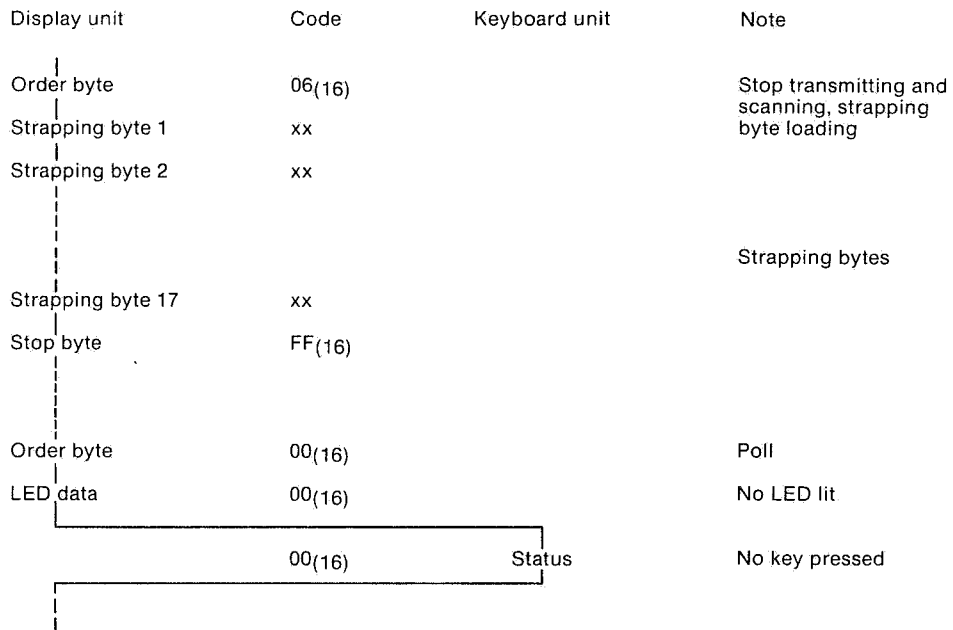 Display unit Code Keyboard unit Note
Order byte 06(16) Stop transmitting and
scanning, strapping
Strapping byte 1 xx byte loading
Strapping byte 2 xx
Strapping bytes
Strapping byte 17 xx
Stop byte FF(16)
Order byte 00(16) Poll
LED data 00(16) No LED lit
00(16) Status No key pressed